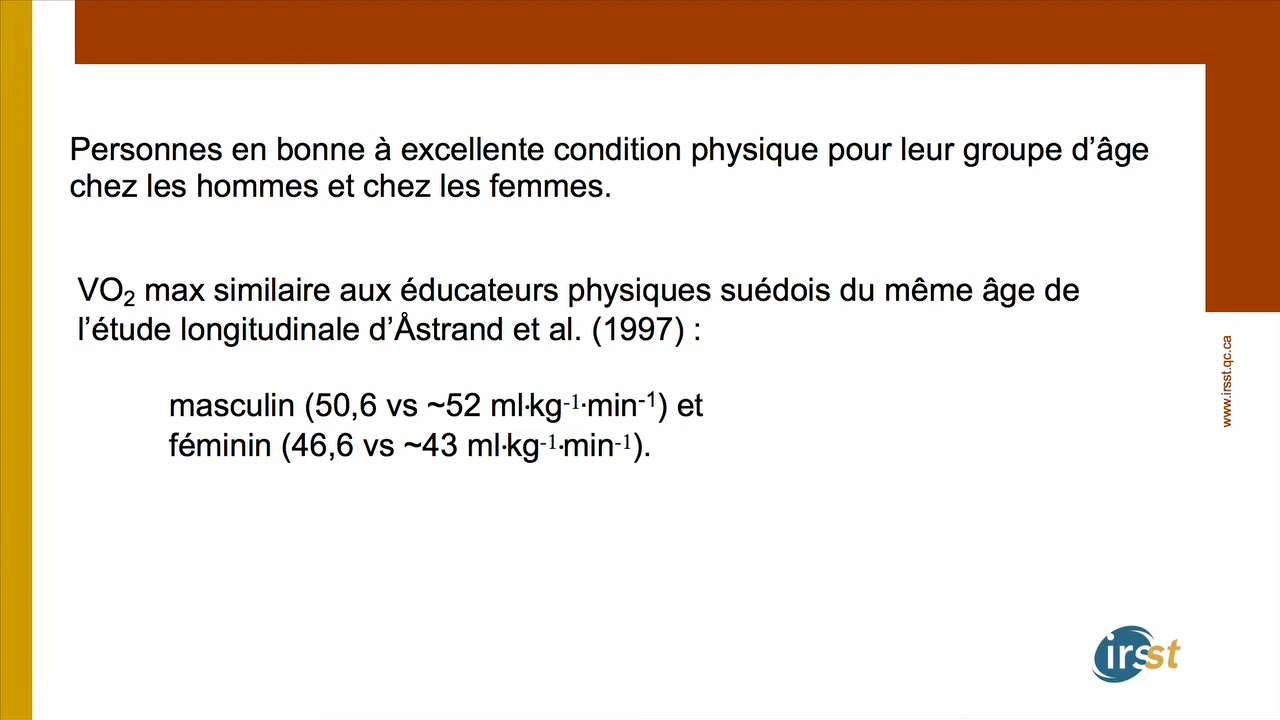 Personnes en bonne à excellente condition physique pour leur groupe d’âge
chez les hommes et chez les femmes.
VO₂ max similaire aux éducateurs physiques suédois du même âge de
l’étude longitudinale d’Åstrand et al. (1997) :
masculin (50,6 vs ~52 ml·kg⁻¹·min⁻¹) et
féminin (46,6 vs ~43 ml·kg⁻¹·min⁻¹).
www.irsst.qc.ca
irsst